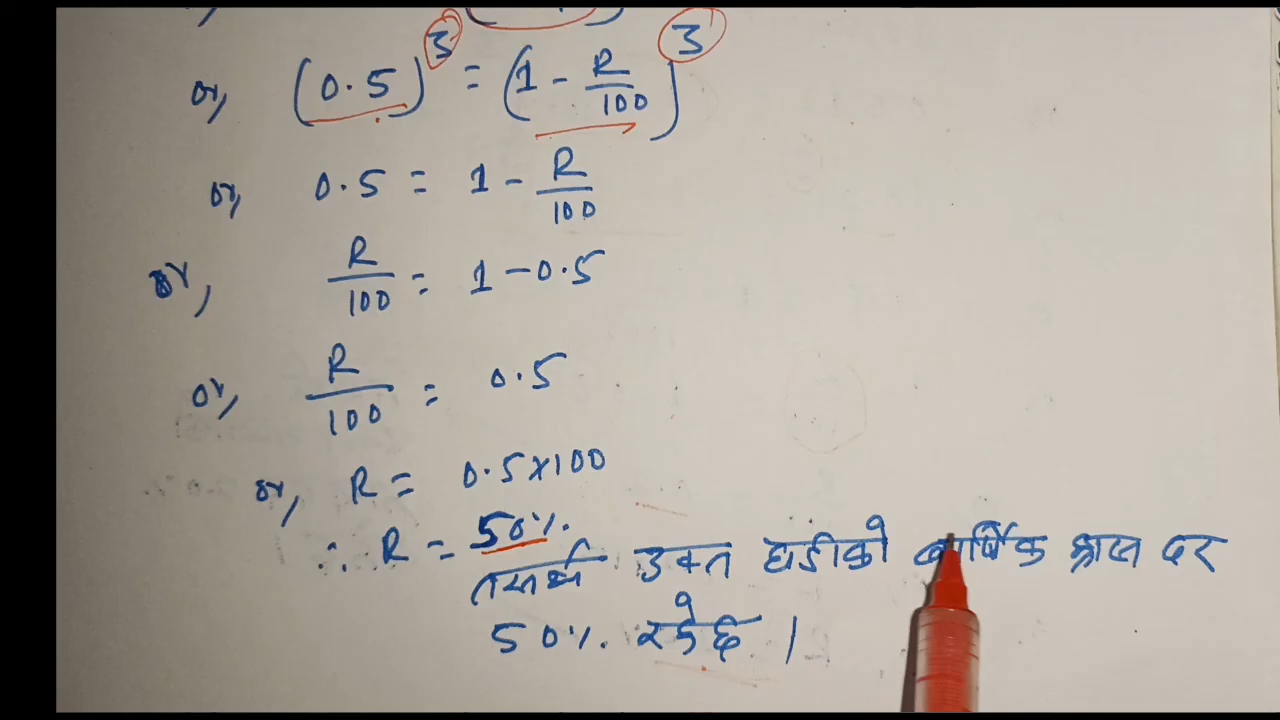 or, (0.5)³ = (1 - R/100)³
or, 0.5 = 1 - R/100
or, R/100 = 1 - 0.5
or, R/100 = 0.5
or, R = 0.5×100
∴ R = 50%.
तसर्थ उक्त घडीको बार्षिक ह्रास दर
50%. रहेछ ।